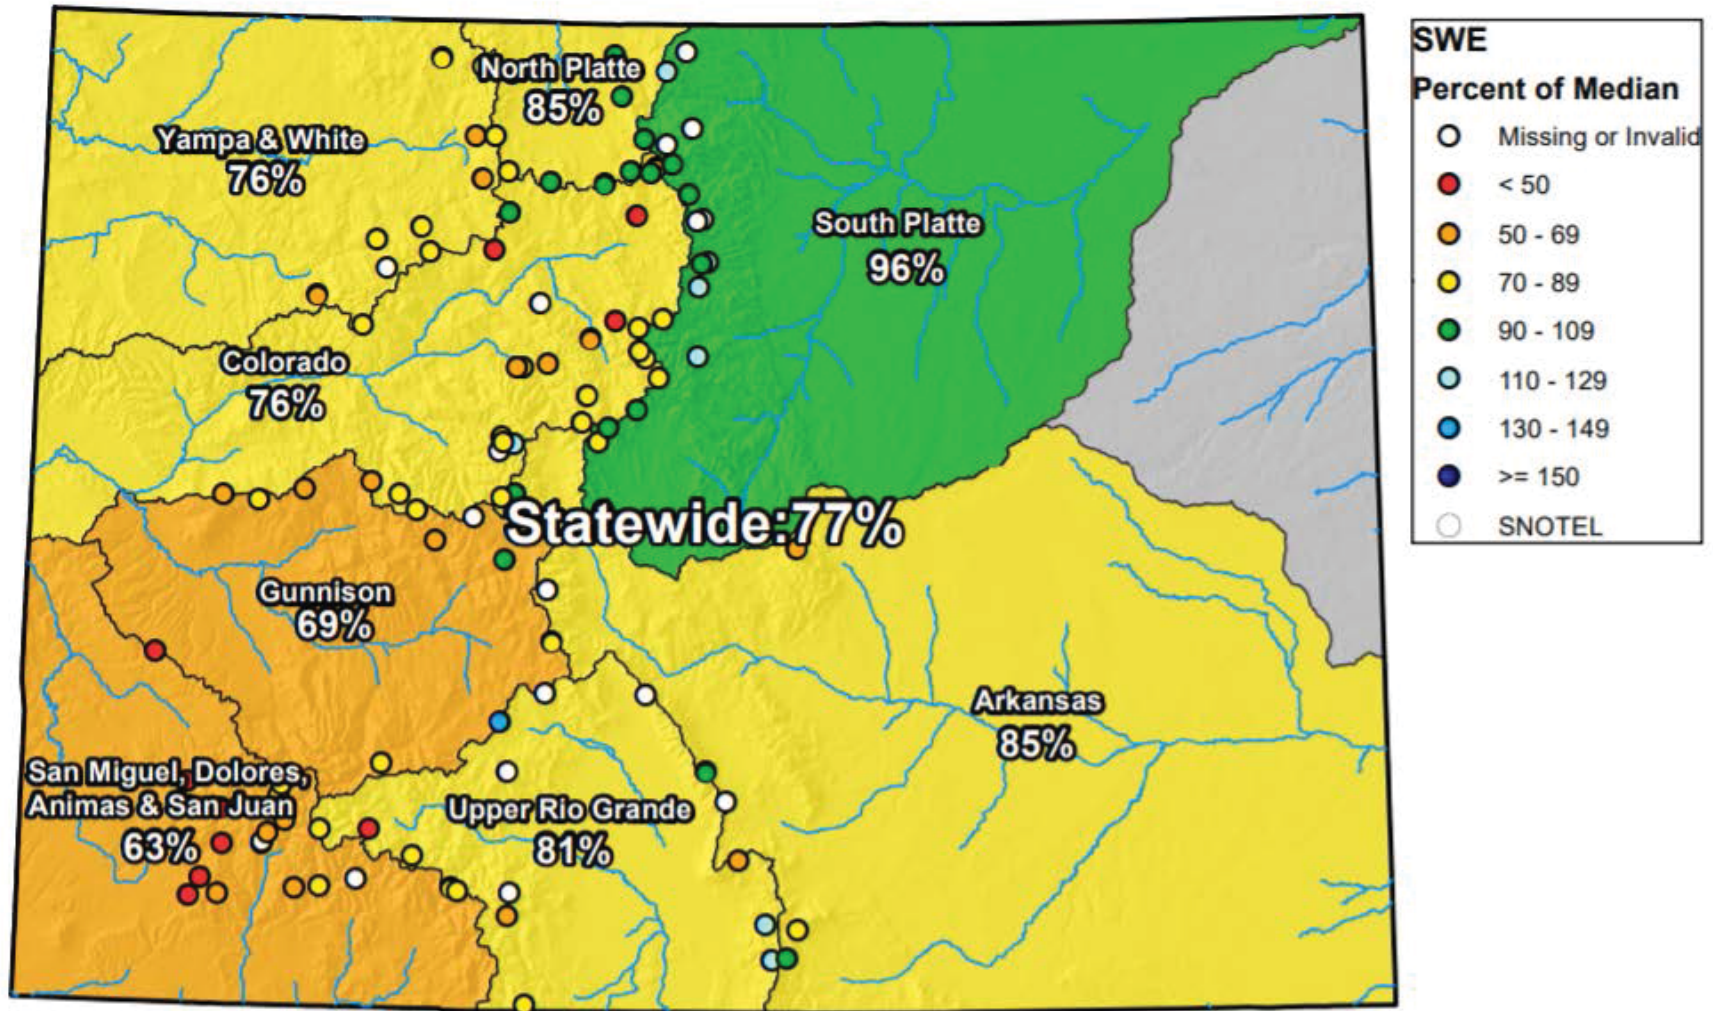 North Platte
85%
Yampa & White
76%
South Platte
96%
Colorado
76%
Statewide:77%
Gunnison
69%
Arkansas
85%
San Miguel, Dolores,
Animas & San Juan
63%
Upper Rio Grande
81%
SWE
Percent of Median
Missing or Invalid
< 50
50 - 69
70 - 89
90 - 109
110 - 129
130 - 149
>= 150
SNOTEL